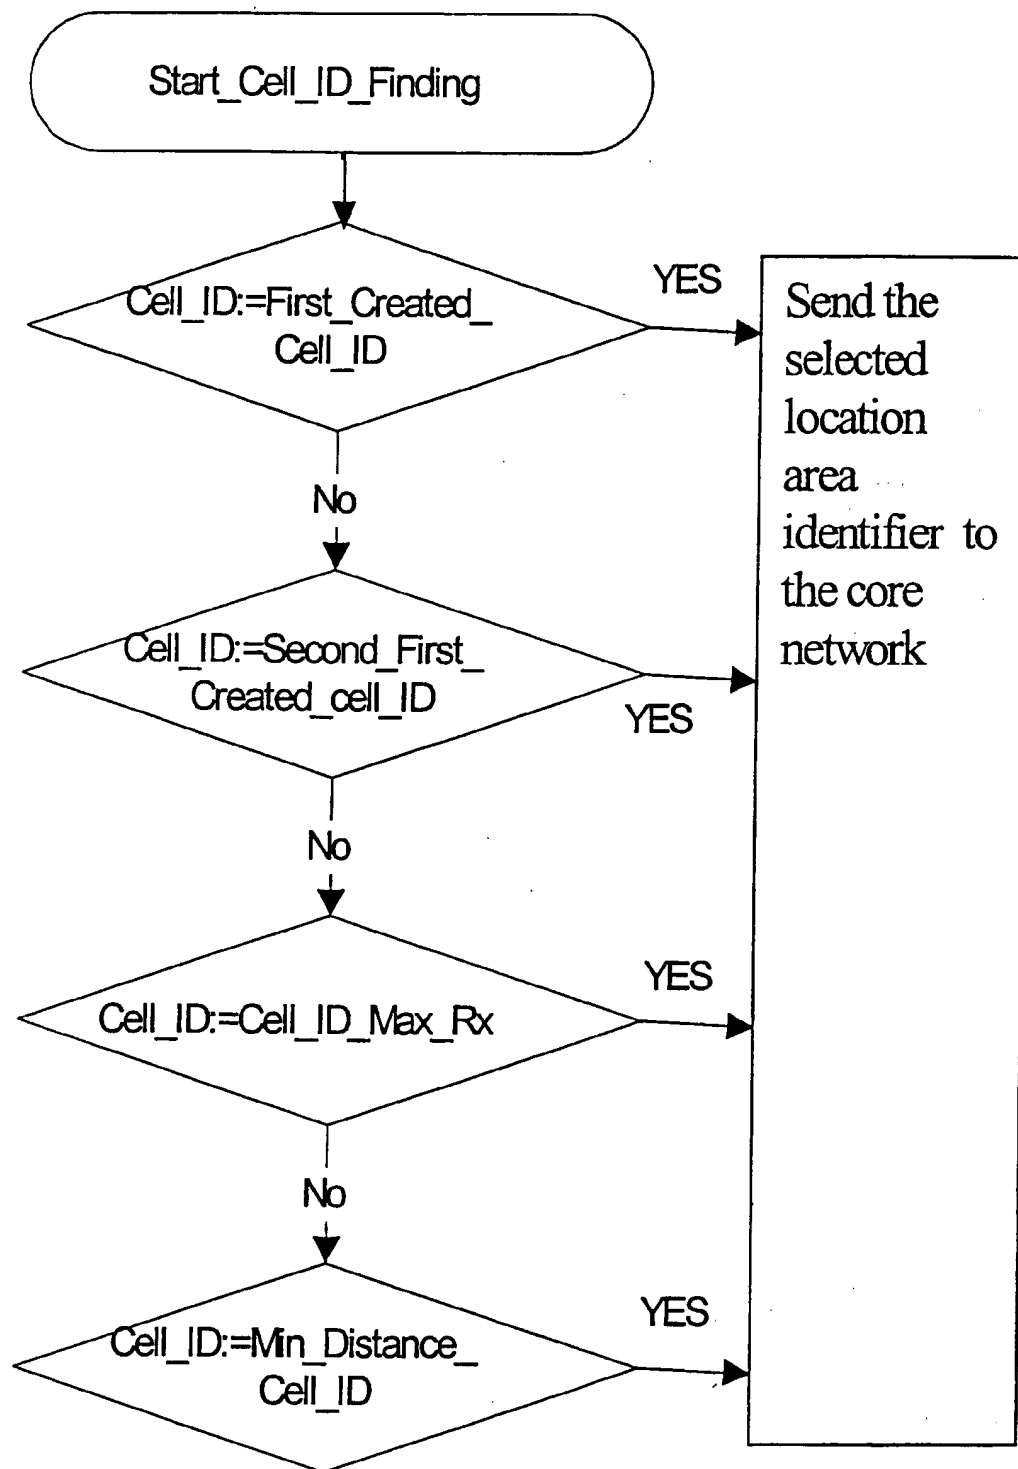 Start_Cell_ID_Finding
Cell_ID:=First_Created_
Cell_ID
YES
Send the
selected
location
area
identifier to
the core
network
No
Cell_ID:=Second_First_
Created_cell_ID
YES
No
Cell_ID:=Cell_ID_Max_Rx
YES
No
Cell_ID:=Min_Distance_
Cell_ID
YES